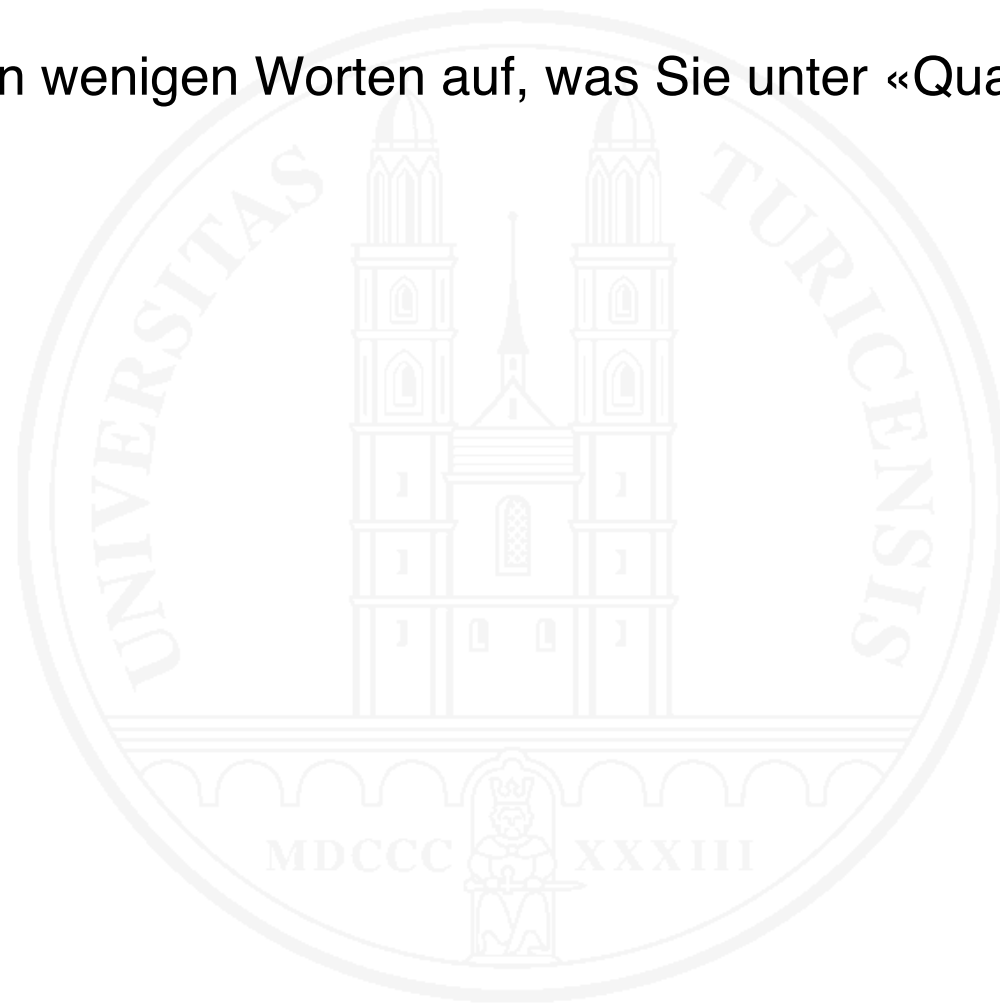 n wenigen Worten auf, was Sie unter «Qua
UNIVERSITAS TURICENSIS
MDCCC XXXIII